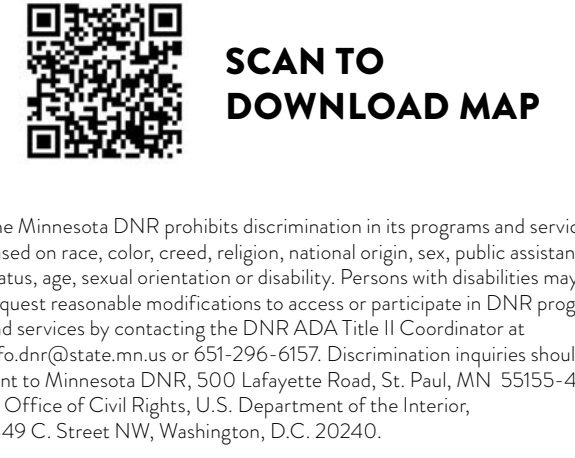 SCAN TO
DOWNLOAD MAP
ne Minnesota DNR prohibits discrimination in its programs and servic
ased on race, color, creed, religion, national origin, sex, public assistan
atus, age, sexual orientation or disability. Persons with disabilities may
quest reasonable modifications to access or participate in DNR prog
nd services by contacting the DNR ADA Title II Coordinator at
fo.dnr@state.mn.us or 651-296-6157. Discrimination inquiries shoul
nt to Minnesota DNR, 500 Lafayette Road, St. Paul, MN 55155-4
Office of Civil Rights, U.S. Department of the Interior,
49 C. Street NW, Washington, D.C. 20240.